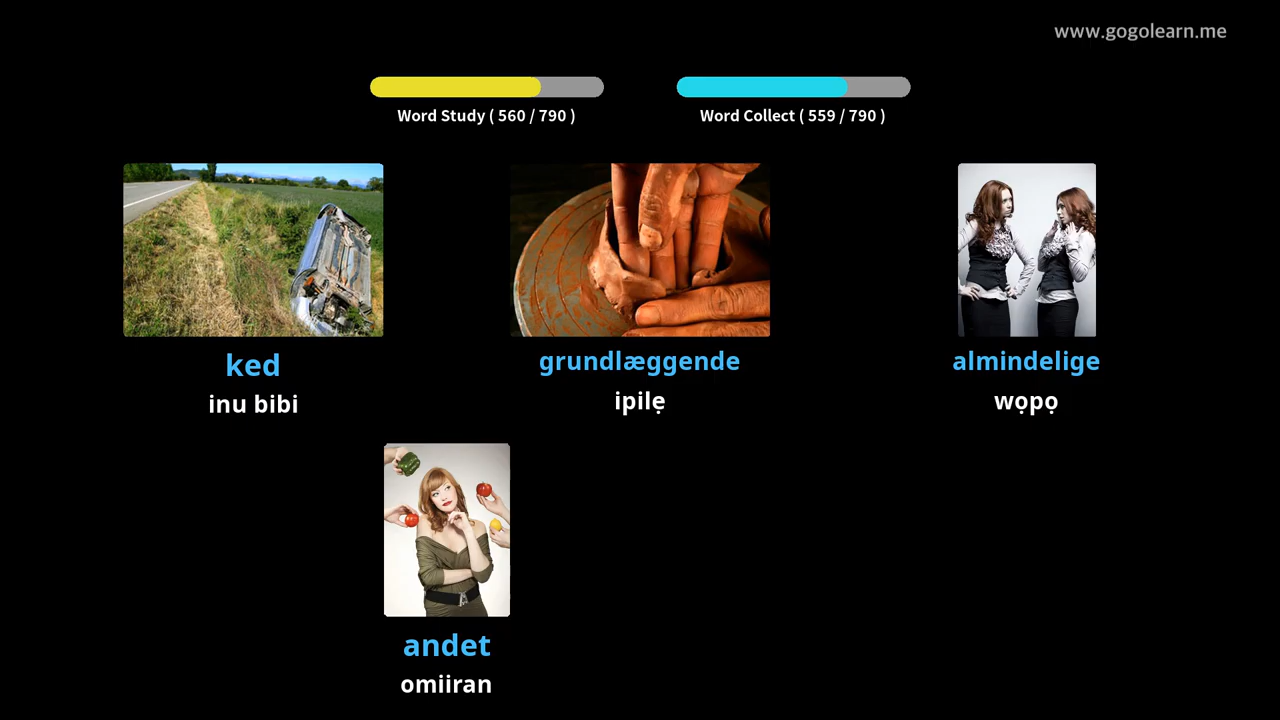 www.gogolearn.me
Word Study ( 560 / 790 )
Word Collect ( 559 / 790 )
ked
inu bibi
grundlæggende
ipilẹ
almindelige
wọpọ
andet
omiiran